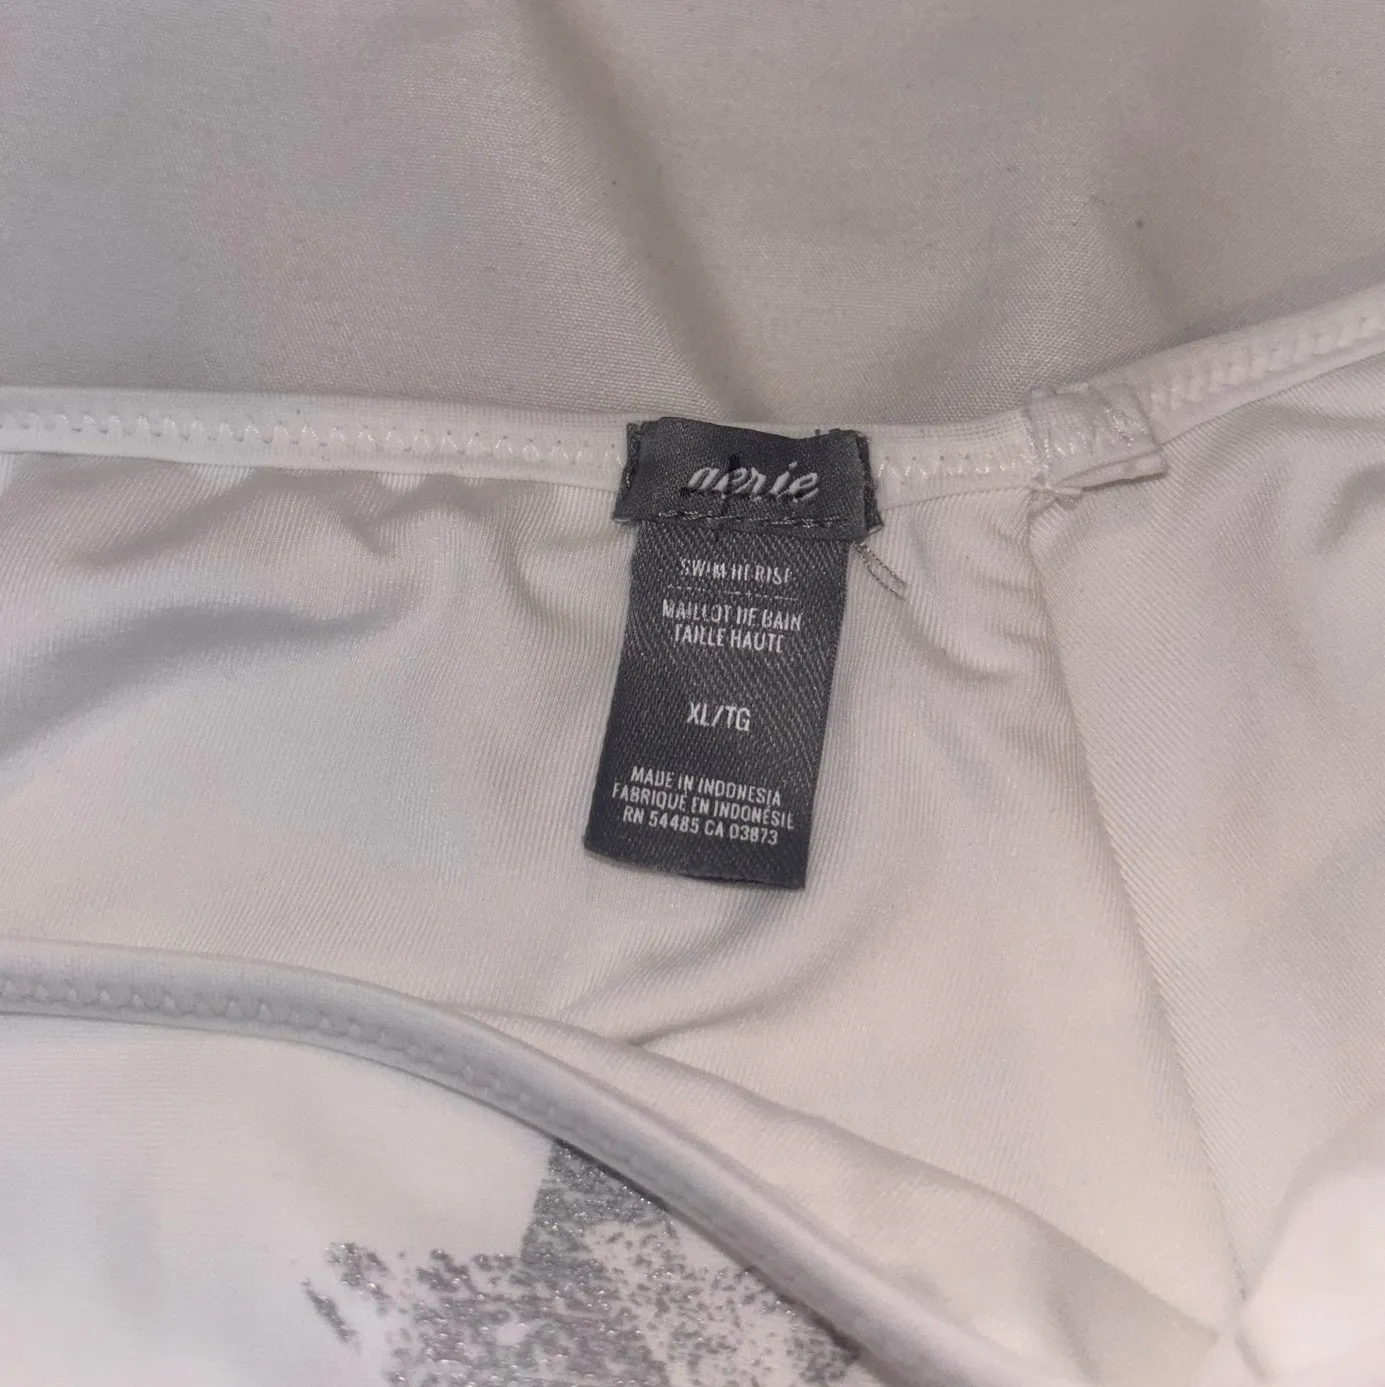 aerie
SWIM HI RISE
MAILLOT DE BAIN
TAILLE HAUTE
XL/TG
MADE IN INDONESIA
FABRIQUÉ EN INDONÉSIE
RN 54485 CA 03873